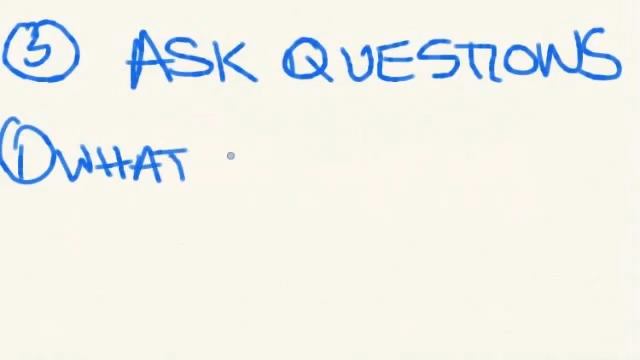 ③ ASK QUESTIONS
① WHAT